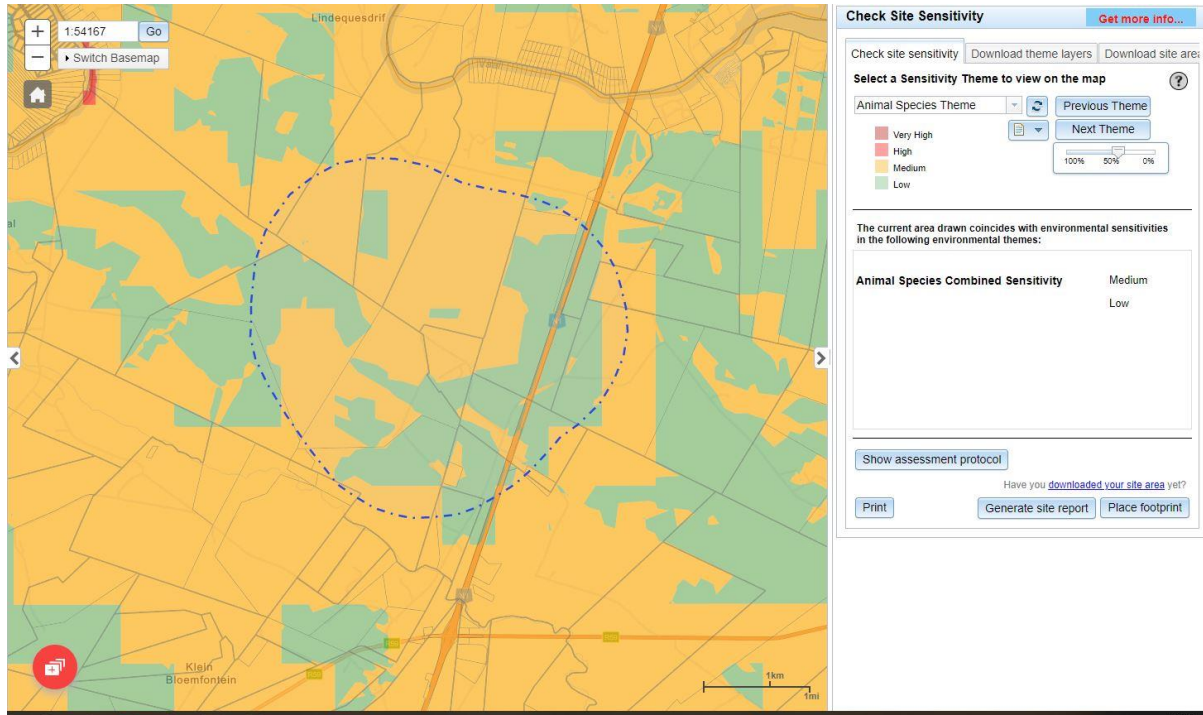 Lindequesdrif
+
1:54167
Go
−
Switch Basemap
al
Klein
Bloemfontein
1km
1mi
Check Site Sensitivity
Get more info...
Check site sensitivity
Download theme layers
Download site area
Select a Sensitivity Theme to view on the map
?
Animal Species Theme
Previous Theme
Next Theme
Very High
High
Medium
Low
100% 50% 0%
The current area drawn coincides with environmental sensitivities
in the following environmental themes:
Animal Species Combined Sensitivity Medium
Low
Show assessment protocol
Have you downloaded your site area yet?
Print
Generate site report
Place footprint